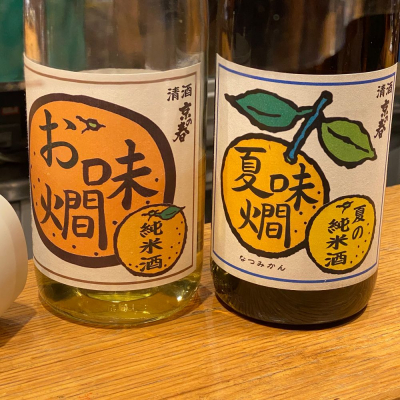 清酒
京の春
お味燗
純米酒
清酒
京の春
夏味燗
夏の
純米酒
なつみかん